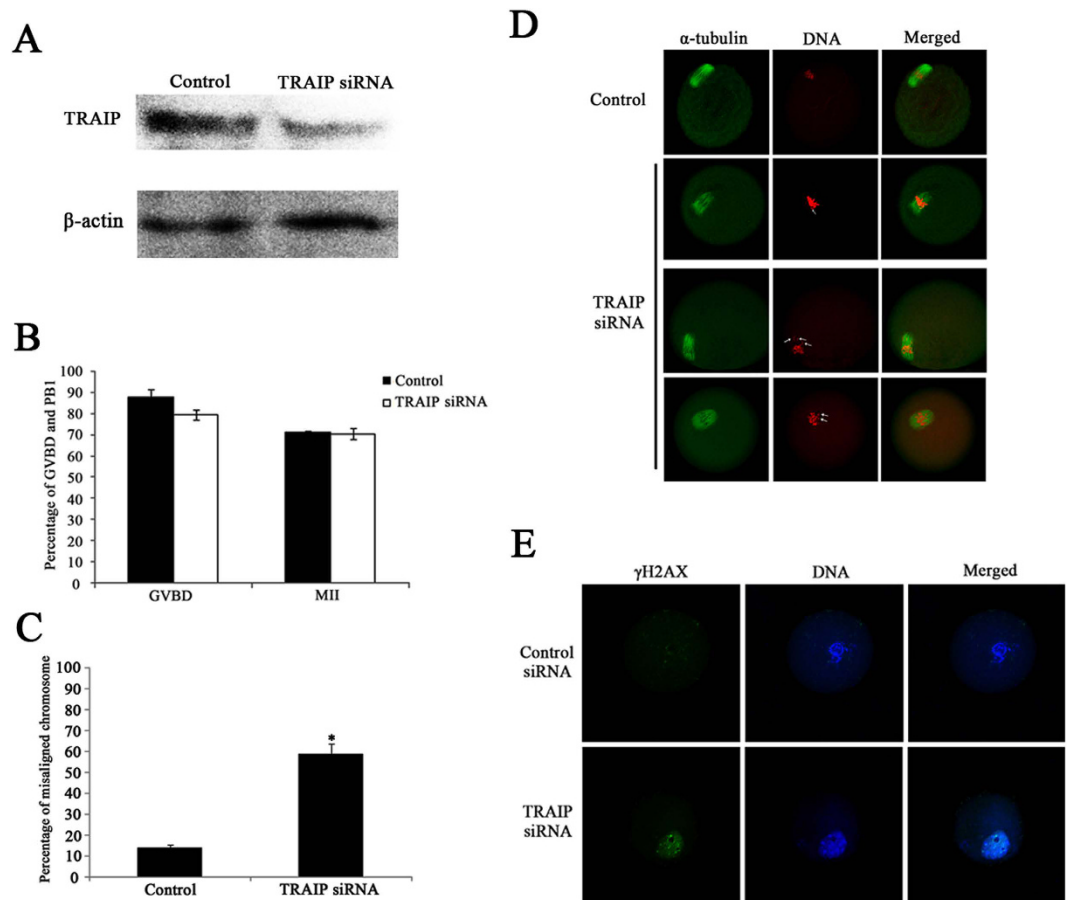 A
Control TRAIP siRNA
TRAIP
β-actin
B
Percentage of GVBD and PB1
100
90
80
70
60
50
40
30
20
10
0
Control
TRAIP siRNA
GVBD MII
C
Percentage of misaligned chromosome
100
90
80
70
60
50
40
30
20
10
0
*
Control TRAIP siRNA
D
α-tubulin DNA Merged
Control
TRAIP
siRNA
E
γH2AX DNA Merged
Control
siRNA
TRAIP
siRNA